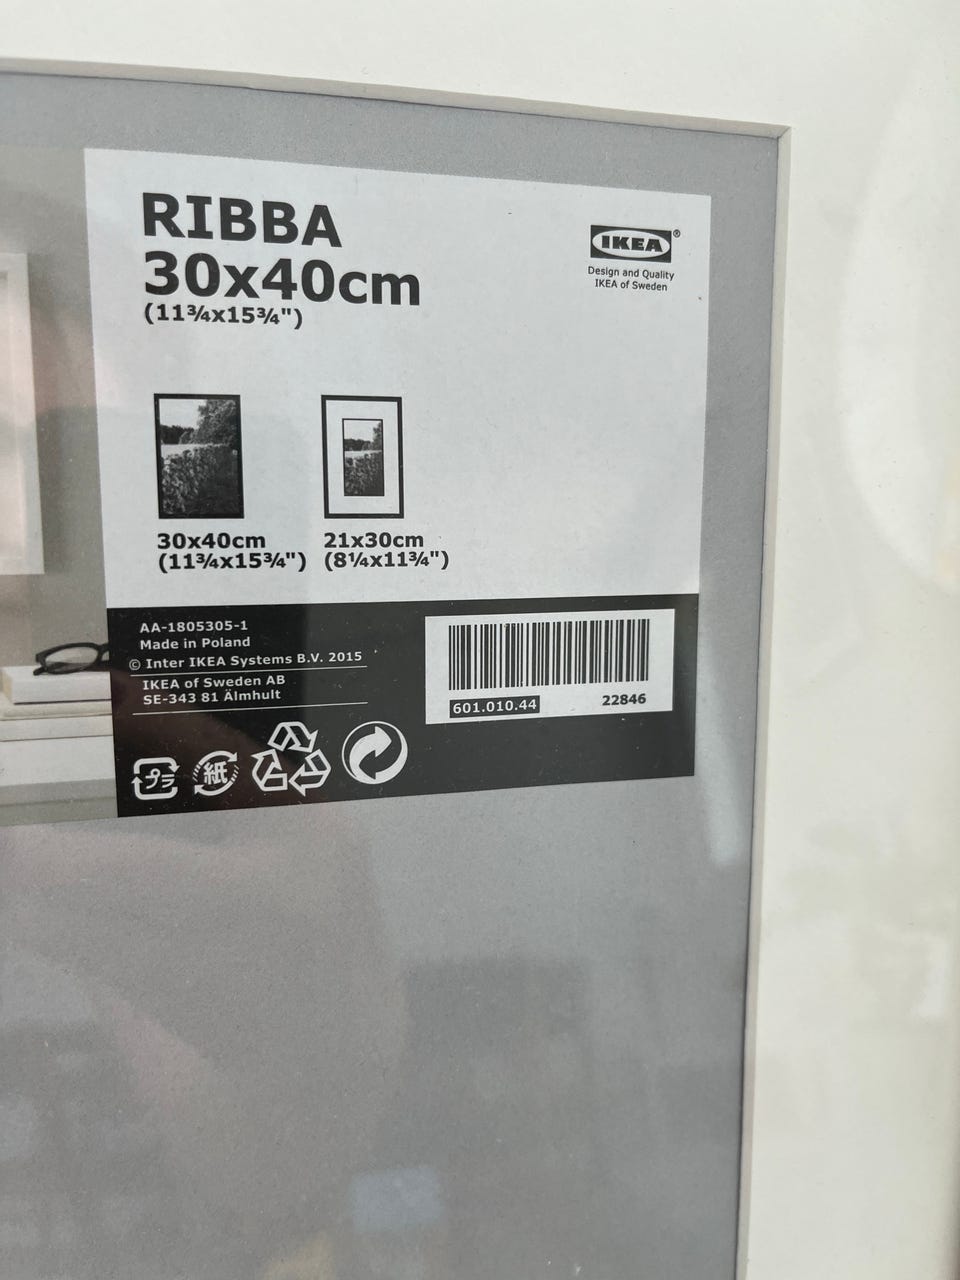 RIBBA
30x40cm
(11¾x15¾")
IKEA®
Design and Quality
IKEA of Sweden
30x40cm
(11¾x15¾")
21x30cm
(8¼x11¾")
AA-1805305-1
Made in Poland
© Inter IKEA Systems B.V. 2015
IKEA of Sweden AB
SE-343 81 Älmhult
601.010.44
22846
プラ
紙